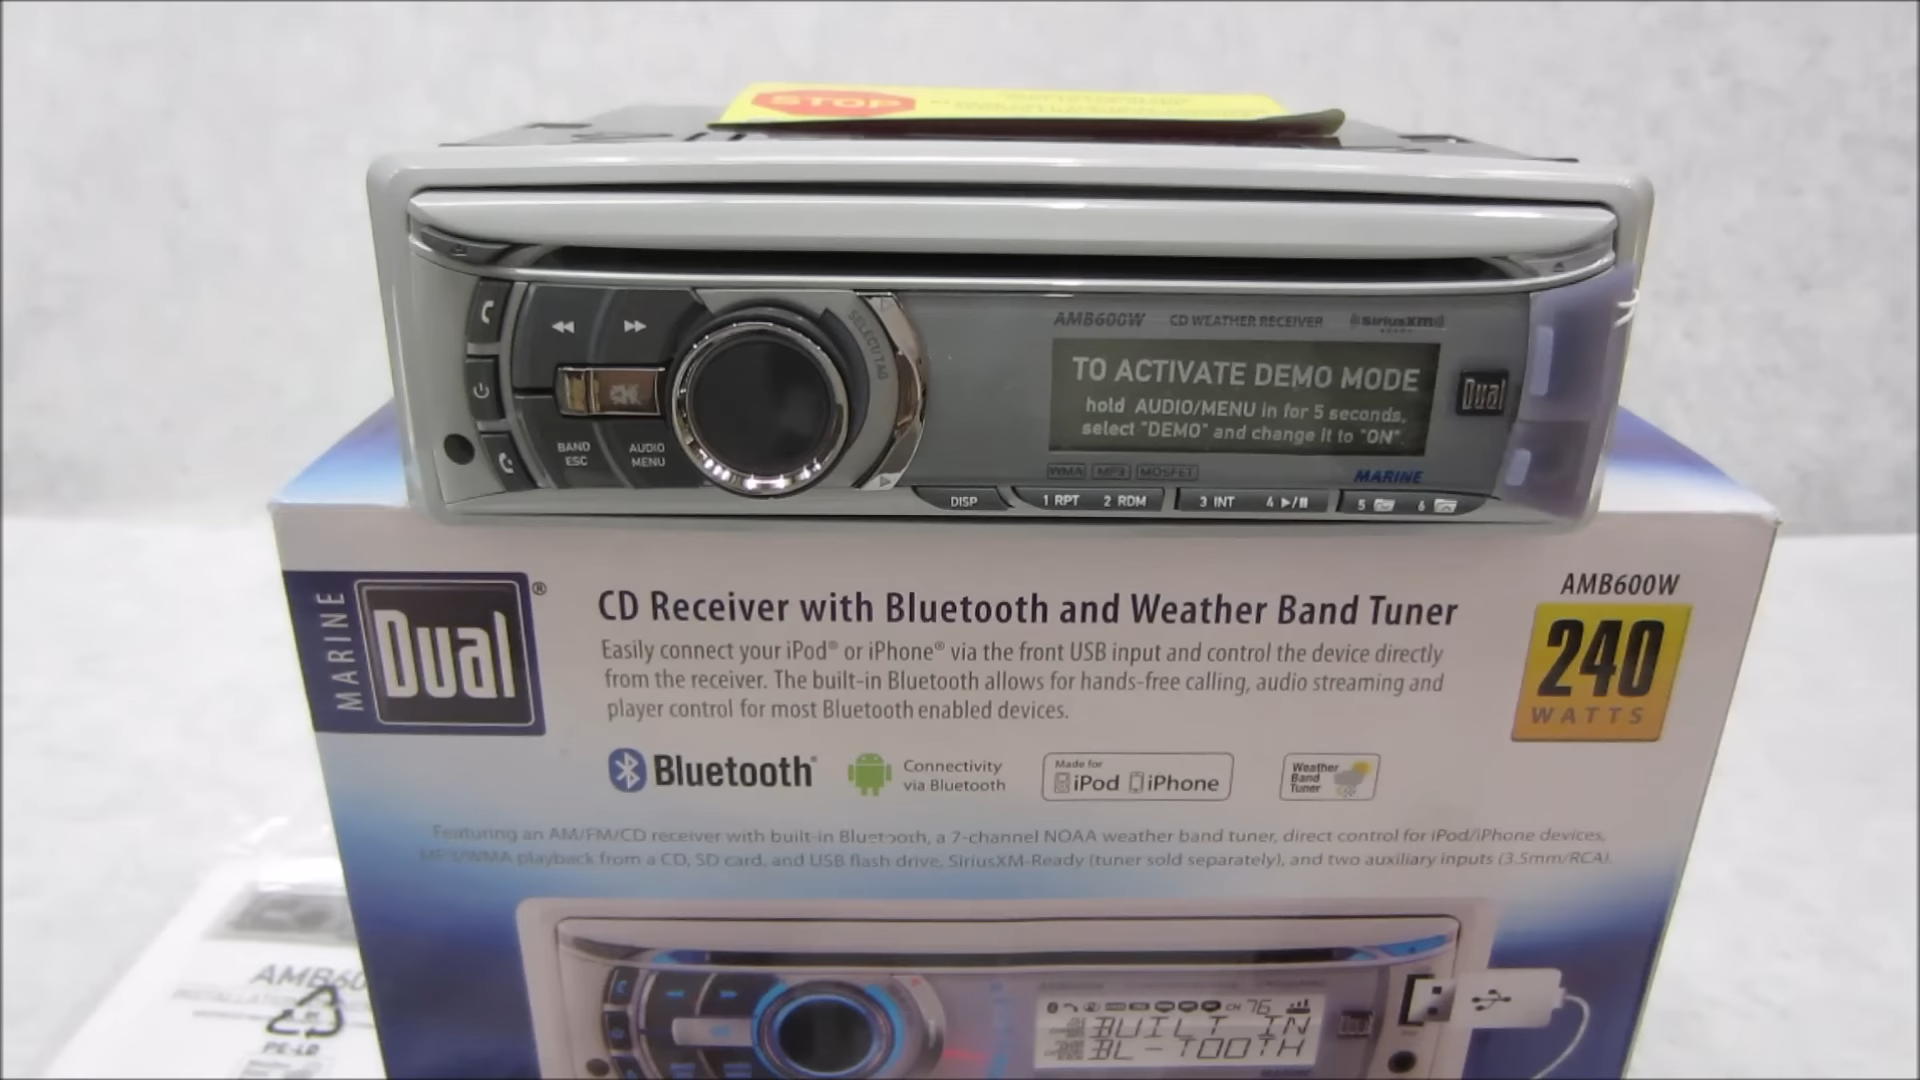 STOP
SELECT/TAG
AMB600W CD WEATHER RECEIVER SiriusXM
TO ACTIVATE DEMO MODE
hold AUDIO/MENU in for 5 seconds,
select "DEMO" and change it to "ON".
Dual
BAND
ESC
AUDIO
MENU
WMA MP3 MOSFET
MARINE
DISP 1 RPT 2 RDM 3 INT 4 5 6
MARINE
Dual®
CD Receiver with Bluetooth and Weather Band Tuner
Easily connect your iPod® or iPhone® via the front USB input and control the device directly
from the receiver. The built-in Bluetooth allows for hands-free calling, audio streaming and
player control for most Bluetooth enabled devices.
AMB600W
240
WATTS
Bluetooth®
Connectivity
via Bluetooth
Made for
iPod iPhone
Weather
Band
Tuner
Featuring an AM/FM/CD receiver with built-in Bluetooth, a 7-channel NOAA weather band tuner, direct control for iPod/iPhone devices,
MP3/WMA playback from a CD, SD card, and USB flash drive, SiriusXM-Ready (tuner sold separately), and two auxiliary inputs (3.5mm/RCA).
AMB60
PE-LD
CH 76
BUILT IN
BL-TOOTH
Dual